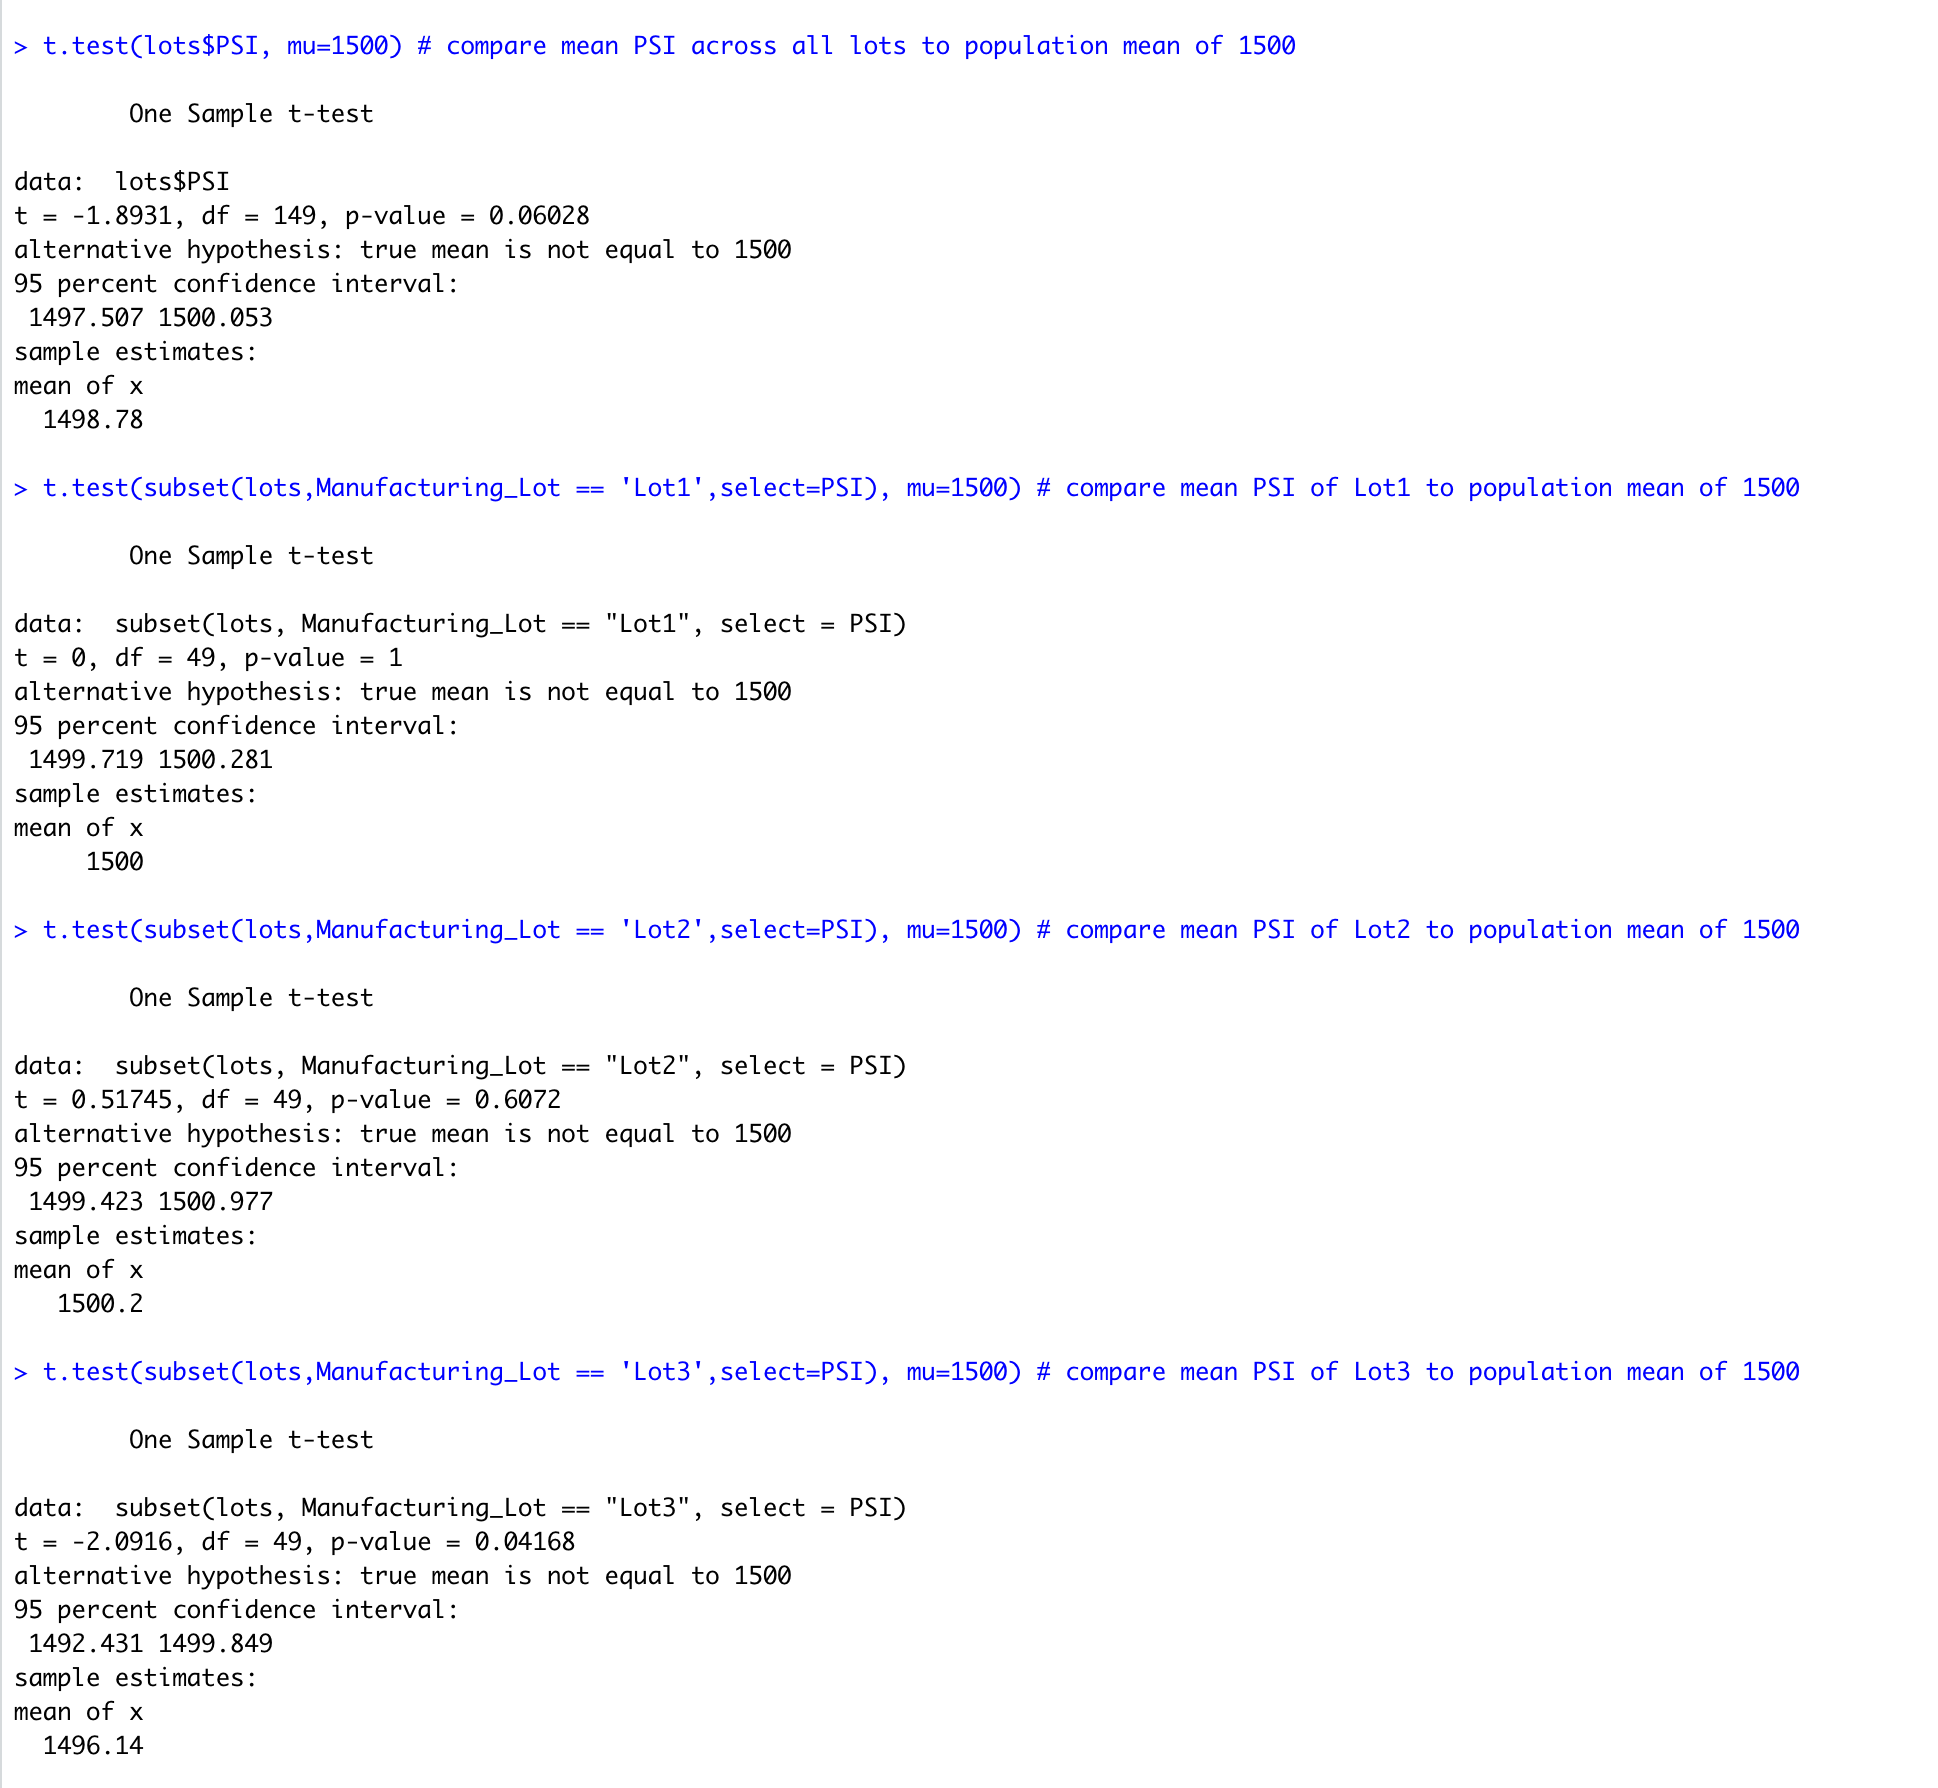 > t.test(lots$PSI, mu=1500) # compare mean PSI across all lots to population mean of 1500
One Sample t-test
data:  lots$PSI
t = -1.8931, df = 149, p-value = 0.06028
alternative hypothesis: true mean is not equal to 1500
95 percent confidence interval:
1497.507 1500.053
sample estimates:
mean of x
1498.78
> t.test(subset(lots,Manufacturing_Lot == 'Lot1',select=PSI), mu=1500) # compare mean PSI of Lot1 to population mean of 1500
One Sample t-test
data:  subset(lots, Manufacturing_Lot == "Lot1", select = PSI)
t = 0, df = 49, p-value = 1
alternative hypothesis: true mean is not equal to 1500
95 percent confidence interval:
1499.719 1500.281
sample estimates:
mean of x
1500
> t.test(subset(lots,Manufacturing_Lot == 'Lot2',select=PSI), mu=1500) # compare mean PSI of Lot2 to population mean of 1500
One Sample t-test
data:  subset(lots, Manufacturing_Lot == "Lot2", select = PSI)
t = 0.51745, df = 49, p-value = 0.6072
alternative hypothesis: true mean is not equal to 1500
95 percent confidence interval:
1499.423 1500.977
sample estimates:
mean of x
1500.2
> t.test(subset(lots,Manufacturing_Lot == 'Lot3',select=PSI), mu=1500) # compare mean PSI of Lot3 to population mean of 1500
One Sample t-test
data:  subset(lots, Manufacturing_Lot == "Lot3", select = PSI)
t = -2.0916, df = 49, p-value = 0.04168
alternative hypothesis: true mean is not equal to 1500
95 percent confidence interval:
1492.431 1499.849
sample estimates:
mean of x
1496.14